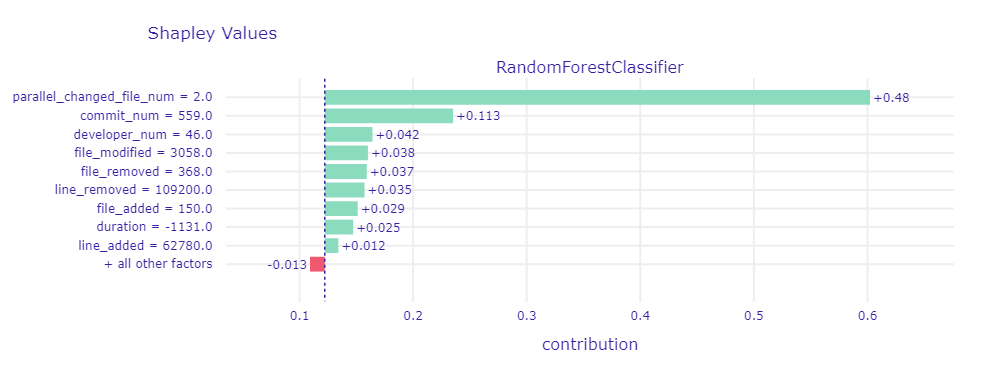 Shapley Values
RandomForestClassifier
parallel_changed_file_num = 2.0 +0.48
commit_num = 559.0 +0.113
developer_num = 46.0 +0.042
file_modified = 3058.0 +0.038
file_removed = 368.0 +0.037
line_removed = 109200.0 +0.035
file_added = 150.0 +0.029
duration = -1131.0 +0.025
line_added = 62780.0 +0.012
+ all other factors -0.013
0.1 0.2 0.3 0.4 0.5 0.6
contribution